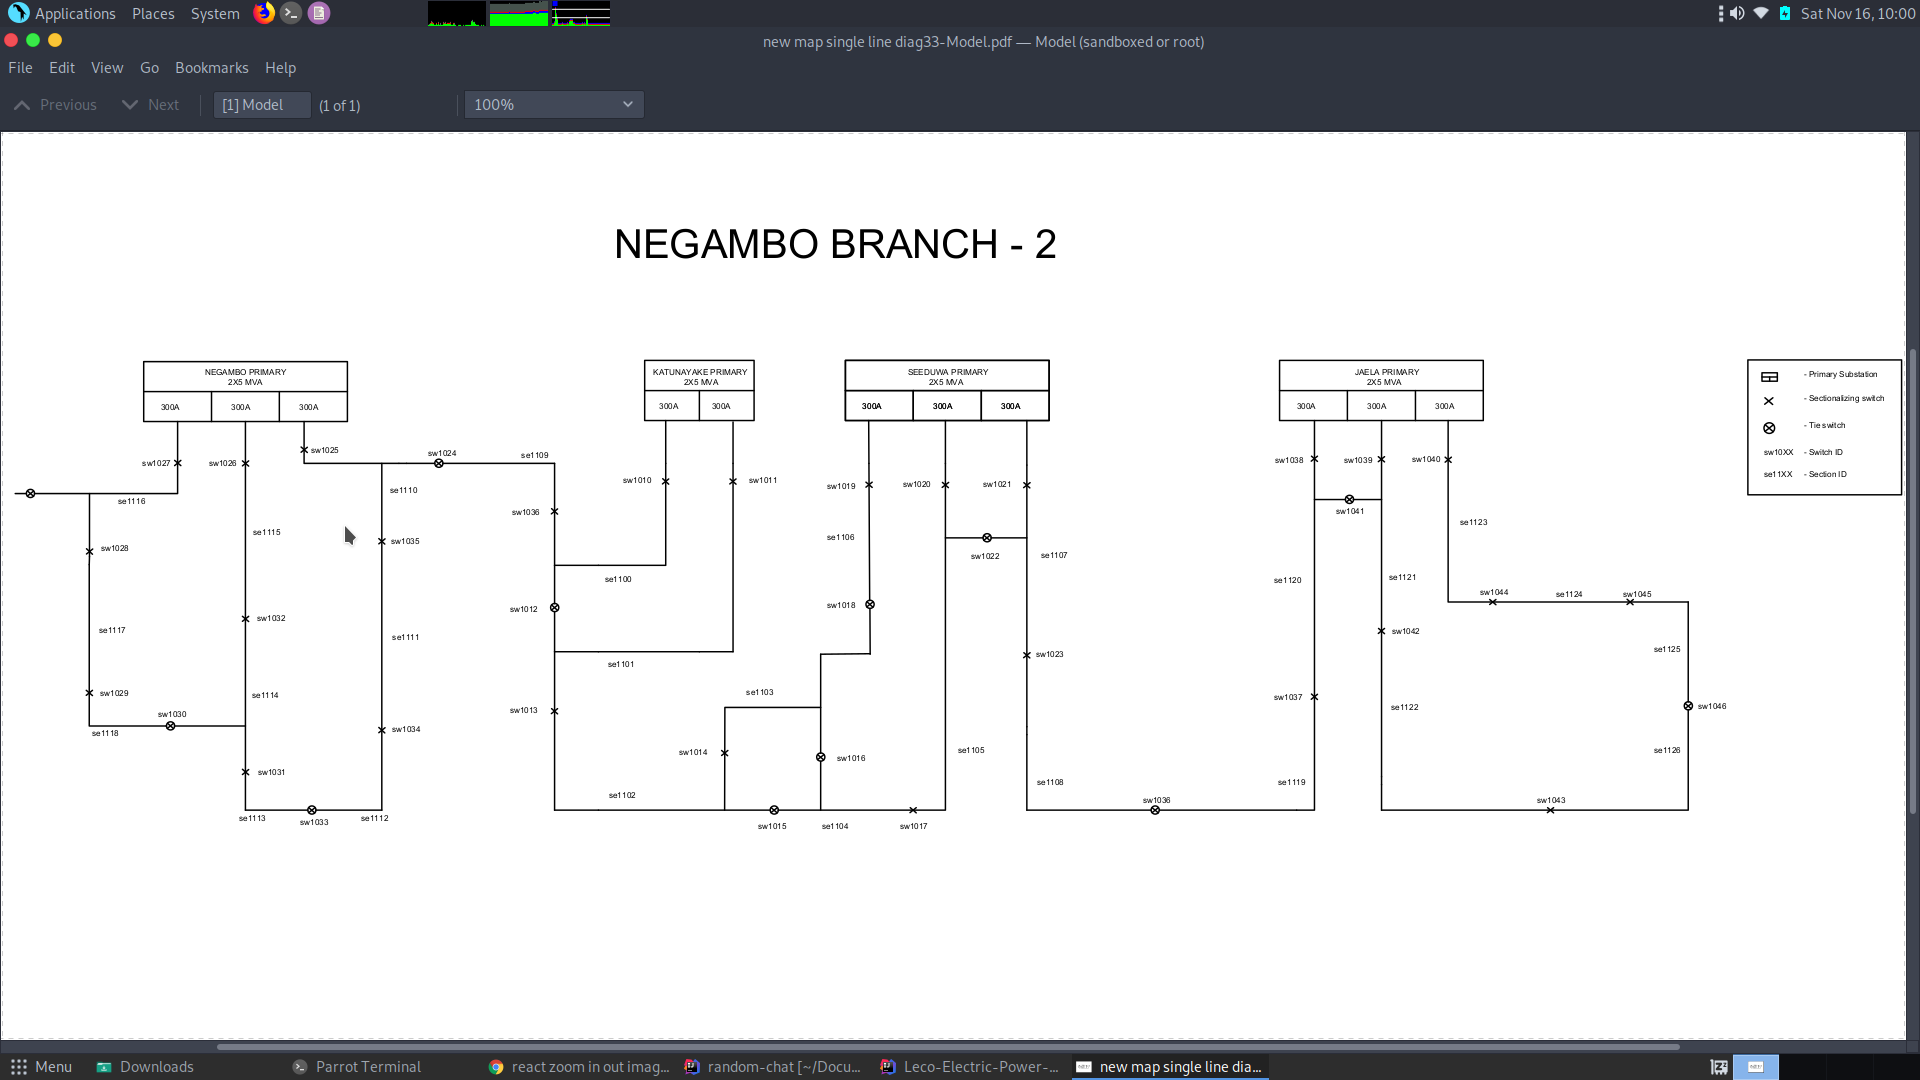 Applications Places System
Sat Nov 16, 10:00
new map single line diag33-Model.pdf — Model (sandboxed or root)
File Edit View Go Bookmarks Help
Previous Next [1] Model (1 of 1) 100%
NEGAMBO BRANCH - 2
NEGAMBO PRIMARY
2X5 MVA
300A 300A 300A
KATUNAYAKE PRIMARY
2X5 MVA
300A 300A
SEEDUWA PRIMARY
2X5 MVA
300A 300A 300A
JAELA PRIMARY
2X5 MVA
300A 300A 300A
- Primary Substation
- Sectionalizing switch
- Tie switch
sw10XX - Switch ID
se11XX - Section ID
sw1027
sw1026
sw1025
sw1024
se1109
se1110
se1116
sw1028
se1115
sw1035
sw1032
se1117
se1111
sw1029
se1114
sw1030
se1118
sw1034
sw1031
se1113
sw1033
se1112
sw1010
sw1011
sw1036
se1100
sw1012
se1101
sw1013
se1103
sw1014
sw1016
se1102
sw1015
se1104
sw1017
sw1019
sw1020
sw1021
se1106
sw1022
se1107
sw1018
sw1023
se1105
se1108
sw1036
sw1038
sw1039
sw1040
sw1041
se1123
se1120
se1121
sw1044
se1124
sw1045
sw1042
se1125
sw1037
se1122
sw1046
se1126
se1119
sw1043
Menu
Downloads
Parrot Terminal
react zoom in out imag...
random-chat [~/Docu...
Leco-Electric-Power-...
new map single line dia...